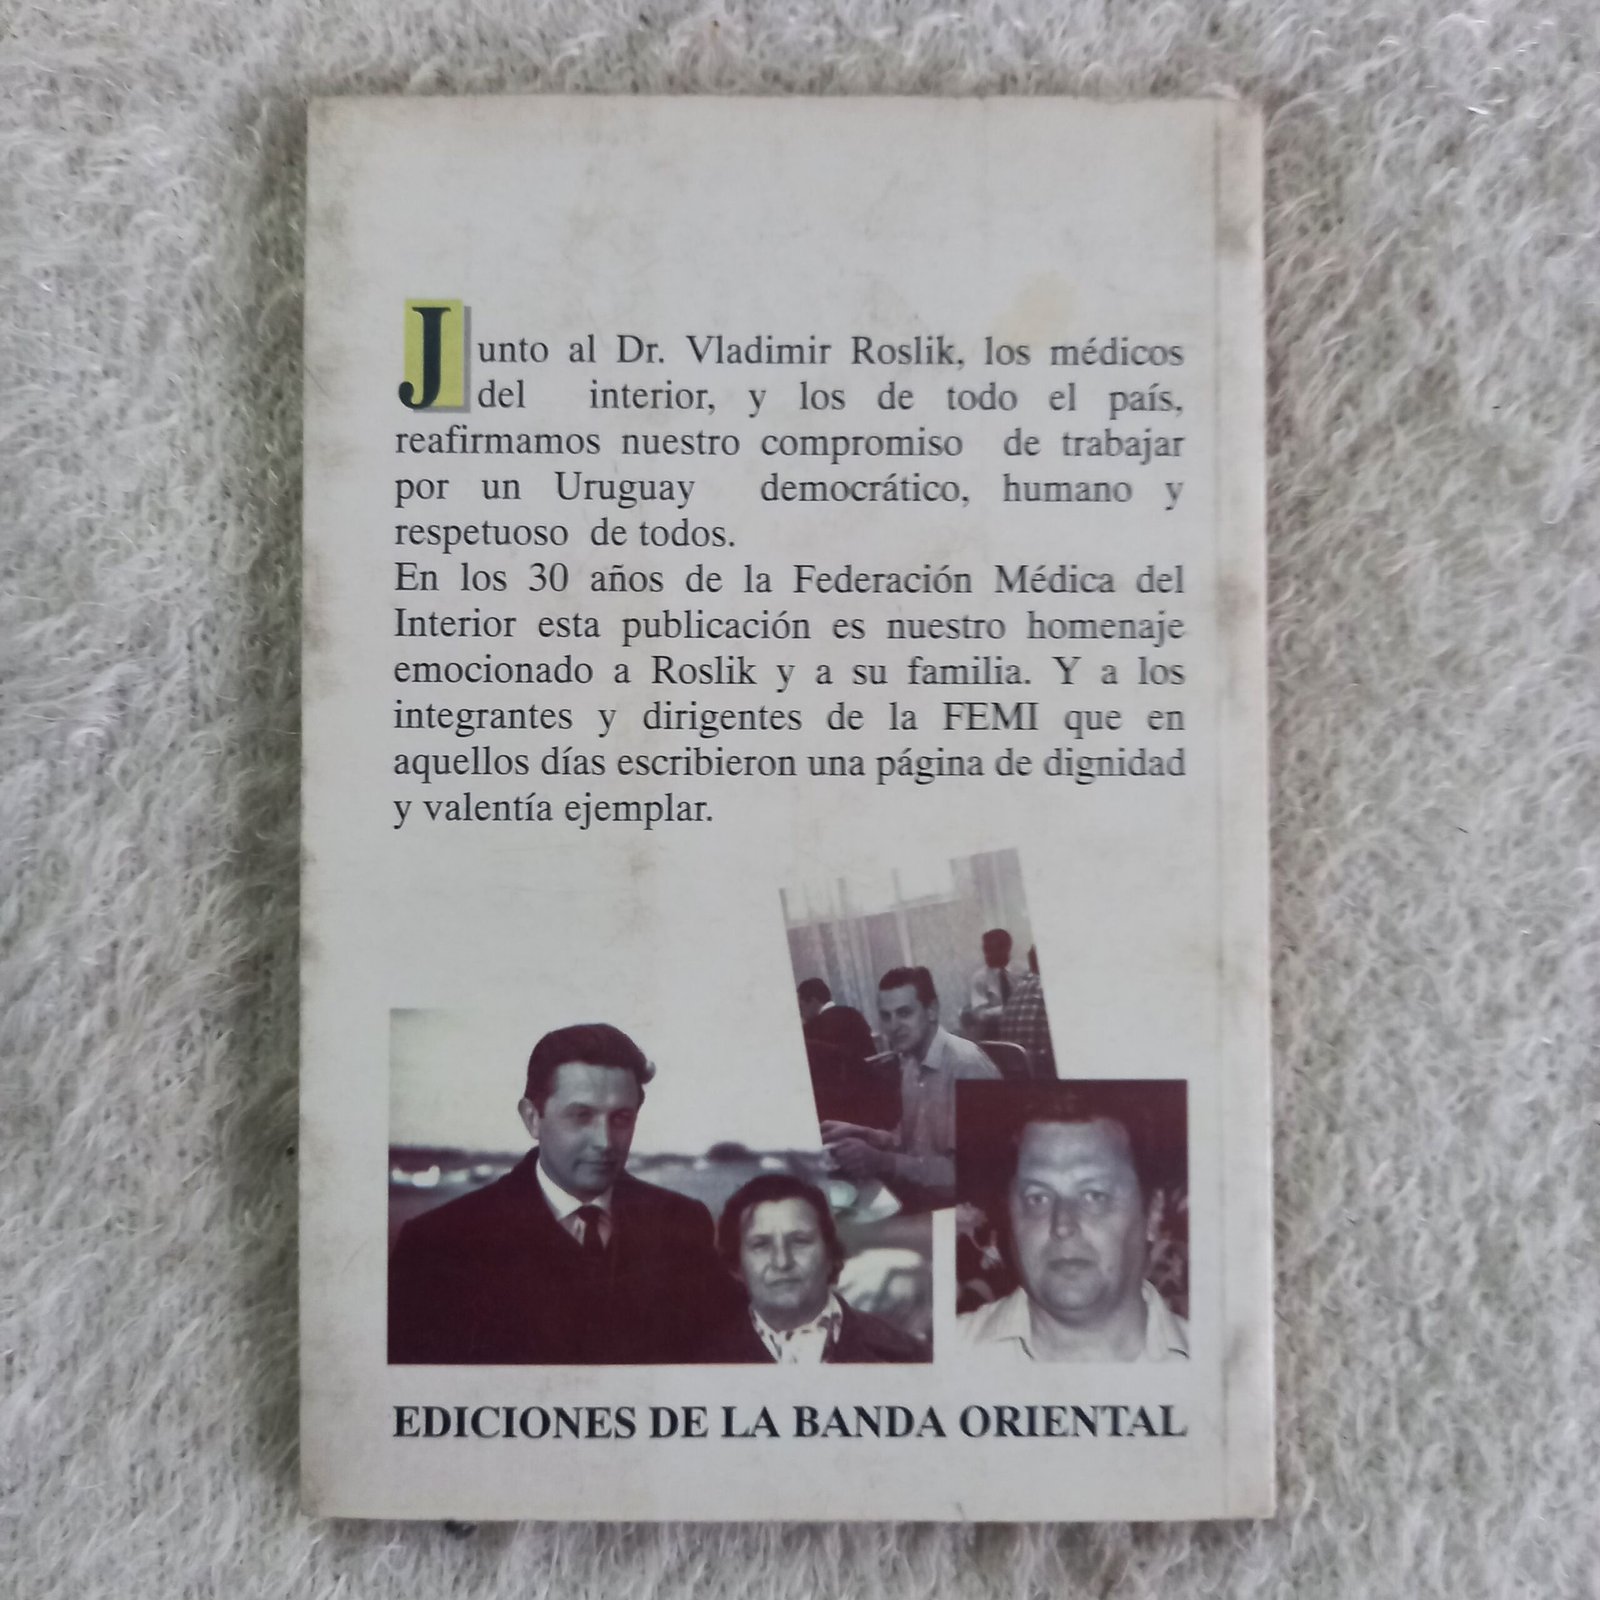 Junto al Dr. Vladimir Roslik, los médicos
del interior, y los de todo el país,
reafirmamos nuestro compromiso de trabajar
por un Uruguay democrático, humano y
respetuoso de todos.
En los 30 años de la Federación Médica del
Interior esta publicación es nuestro homenaje
emocionado a Roslik y a su familia. Y a los
integrantes y dirigentes de la FEMI que en
aquellos días escribieron una página de dignidad
y valentía ejemplar.
EDICIONES DE LA BANDA ORIENTAL